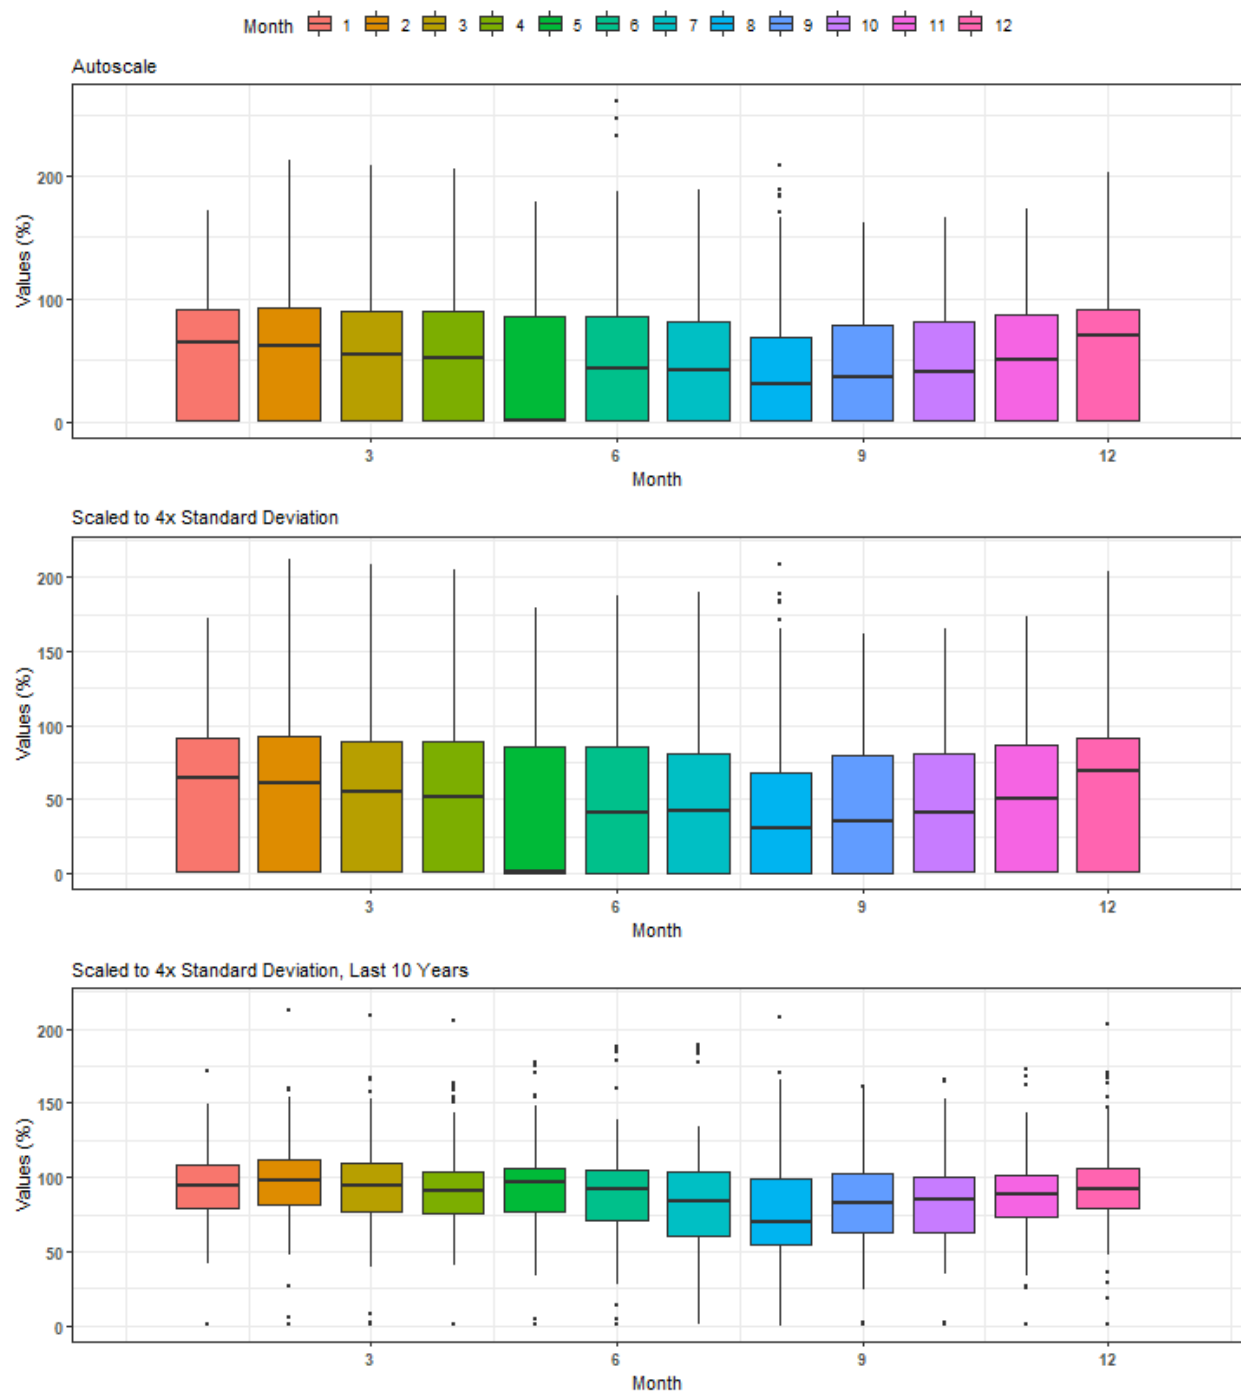 Month 1 2 3 4 5 6 7 8 9 10 11 12
Autoscale
Values (%)
200
100
0
3 6 9 12
Month
Scaled to 4x Standard Deviation
Values (%)
200
150
100
50
0
3 6 9 12
Month
Scaled to 4x Standard Deviation, Last 10 Years
Values (%)
200
150
100
50
0
3 6 9 12
Month